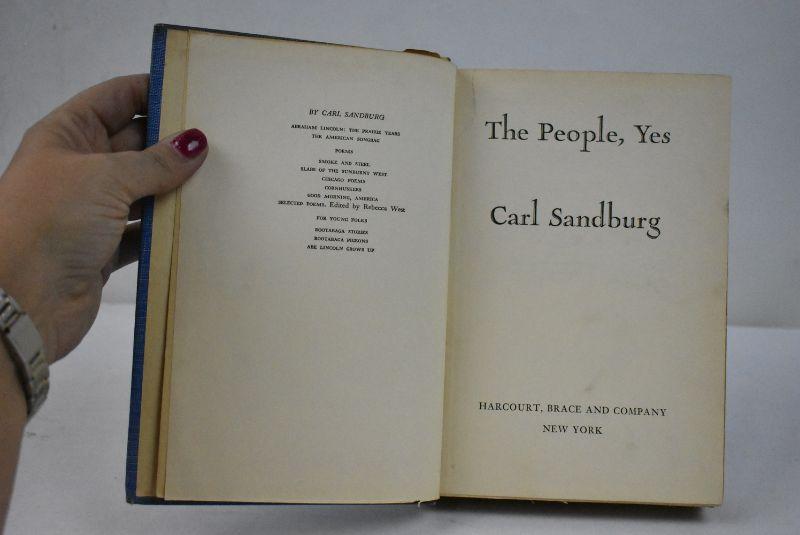 BY CARL SANDBURG
ABRAHAM LINCOLN: THE PRAIRIE YEARS
THE AMERICAN SONGBAG
POEMS
SMOKE AND STEEL
SLABS OF THE SUNBURNT WEST
CHICAGO POEMS
CORNHUSKERS
GOOD MORNING, AMERICA
SELECTED POEMS. Edited by Rebecca West
FOR YOUNG FOLKS
ROOTABAGA STORIES
ROOTABAGA PIGEONS
ABE LINCOLN GROWS UP
The People, Yes
Carl Sandburg
HARCOURT, BRACE AND COMPANY
NEW YORK